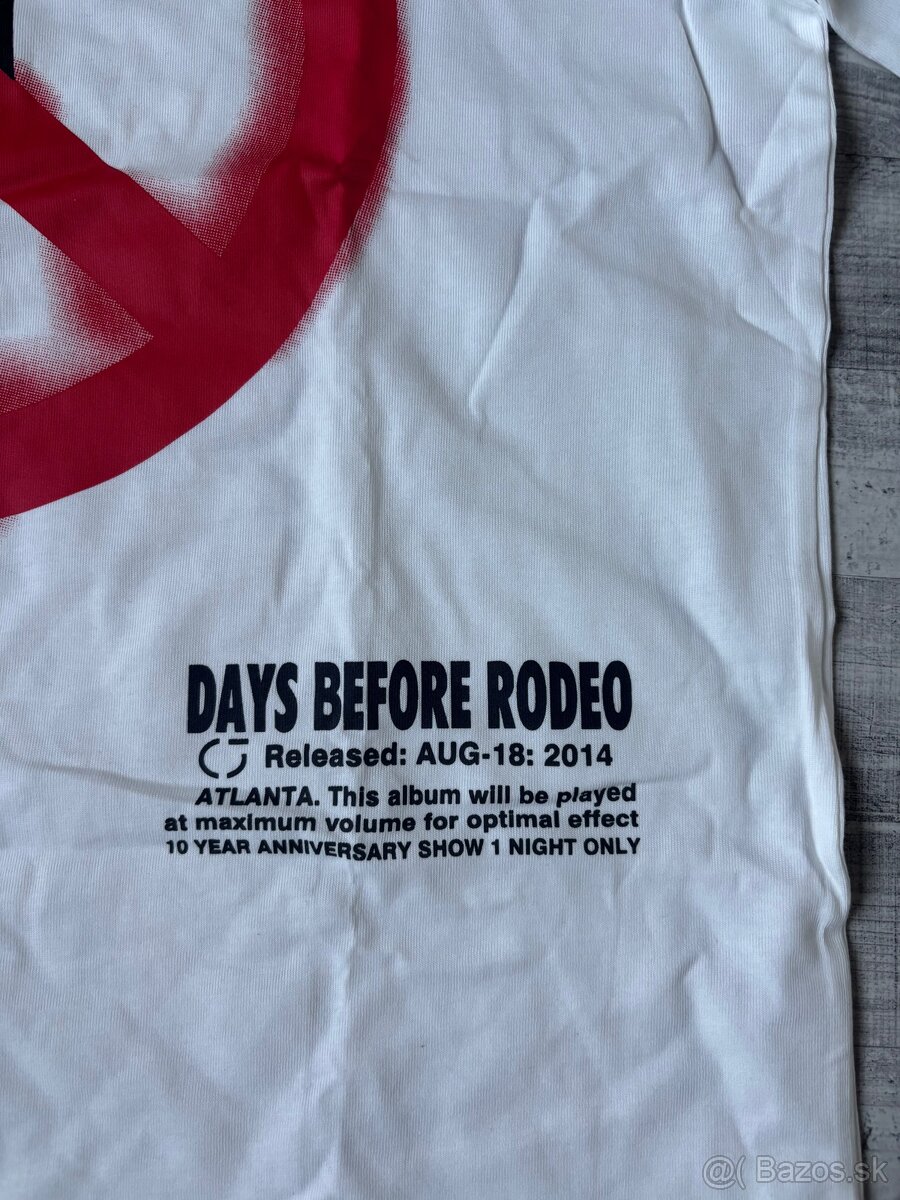 DAYS BEFORE RODEO
Released: AUG-18: 2014
ATLANTA. This album will be played
at maximum volume for optimal effect
10 YEAR ANNIVERSARY SHOW 1 NIGHT ONLY
@( Bazos.sk